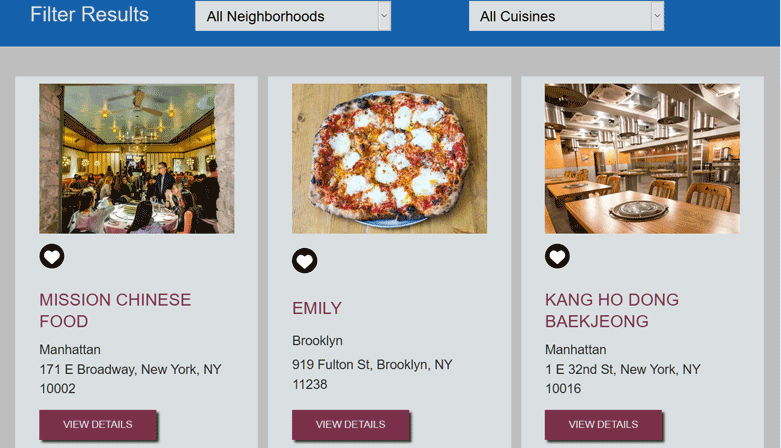 Filter Results
All Neighborhoods
All Cuisines
MISSION CHINESE
FOOD
Manhattan
171 E Broadway, New York, NY
10002
VIEW DETAILS
EMILY
Brooklyn
919 Fulton St, Brooklyn, NY
11238
VIEW DETAILS
KANG HO DONG
BAEKJEONG
Manhattan
1 E 32nd St, New York, NY
10016
VIEW DETAILS